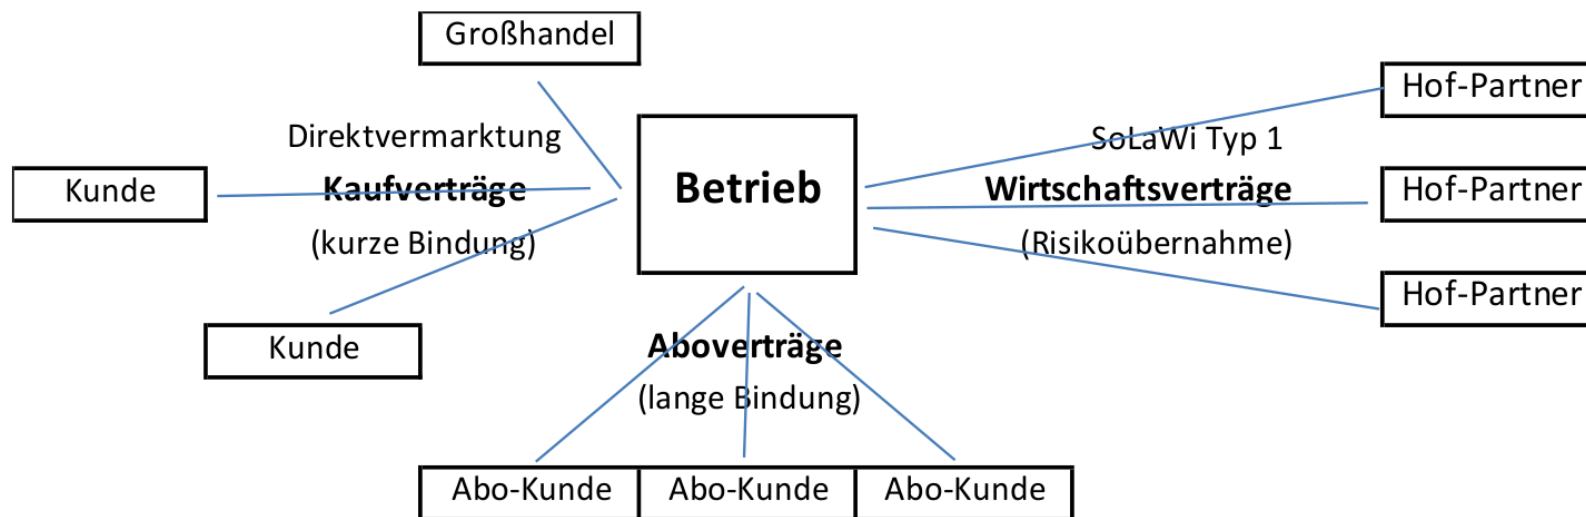 Großhandel
Hof-Partner
Direktvermarktung
SoLaWi Typ 1
Kunde
Kaufverträge
Betrieb
Wirtschaftsverträge
Hof-Partner
(kurze Bindung)
(Risikoübernahme)
Hof-Partner
Kunde
Aboverträge
(lange Bindung)
Abo-Kunde
Abo-Kunde
Abo-Kunde